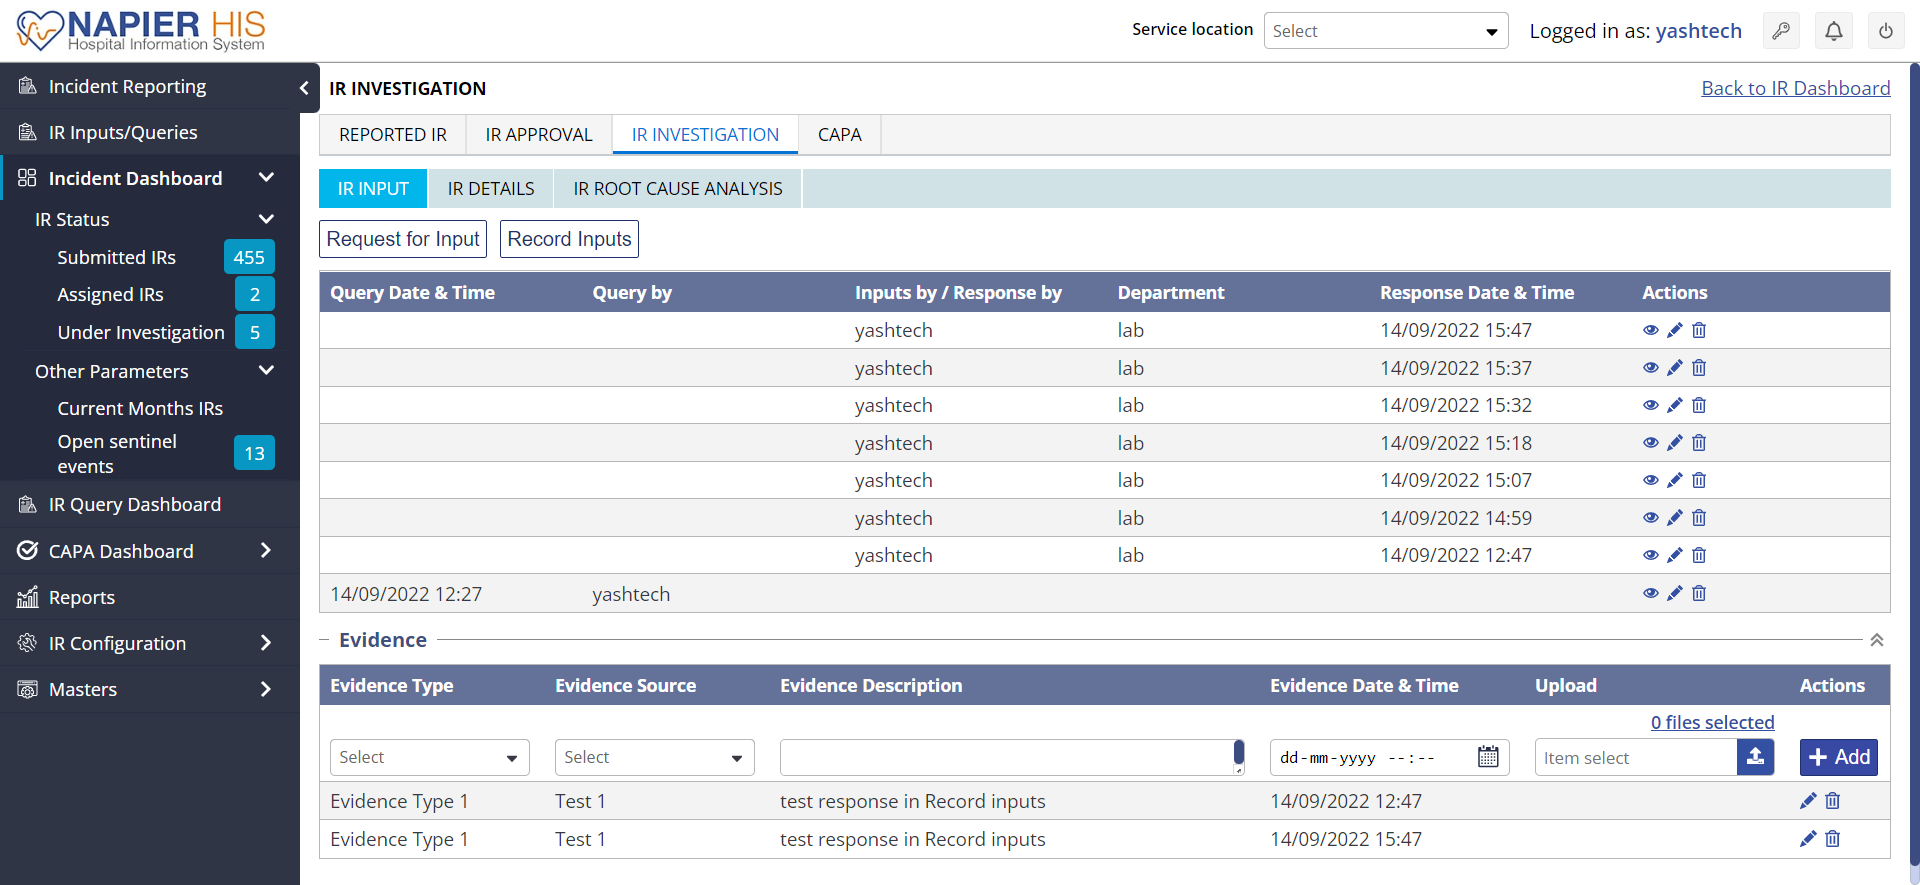 NAPIER HIS
Hospital Information System
Service location
Select
Logged in as: yashtech
Incident Reporting
IR Inputs/Queries
Incident Dashboard
IR Status
Submitted IRs 455
Assigned IRs 2
Under Investigation 5
Other Parameters
Current Months IRs
Open sentinel
events
13
IR Query Dashboard
CAPA Dashboard
Reports
IR Configuration
Masters
IR INVESTIGATION
Back to IR Dashboard
REPORTED IR IR APPROVAL IR INVESTIGATION CAPA
IR INPUT IR DETAILS IR ROOT CAUSE ANALYSIS
Request for Input Record Inputs
Query Date & Time Query by Inputs by / Response by Department Response Date & Time Actions
yashtech lab 14/09/2022 15:47
yashtech lab 14/09/2022 15:37
yashtech lab 14/09/2022 15:32
yashtech lab 14/09/2022 15:18
yashtech lab 14/09/2022 15:07
yashtech lab 14/09/2022 14:59
yashtech lab 14/09/2022 12:47
14/09/2022 12:27 yashtech
Evidence
Evidence Type Evidence Source Evidence Description Evidence Date & Time Upload Actions
0 files selected
Select Select dd-mm-yyyy --:-- Item select Add
Evidence Type 1 Test 1 test response in Record inputs 14/09/2022 12:47
Evidence Type 1 Test 1 test response in Record inputs 14/09/2022 15:47